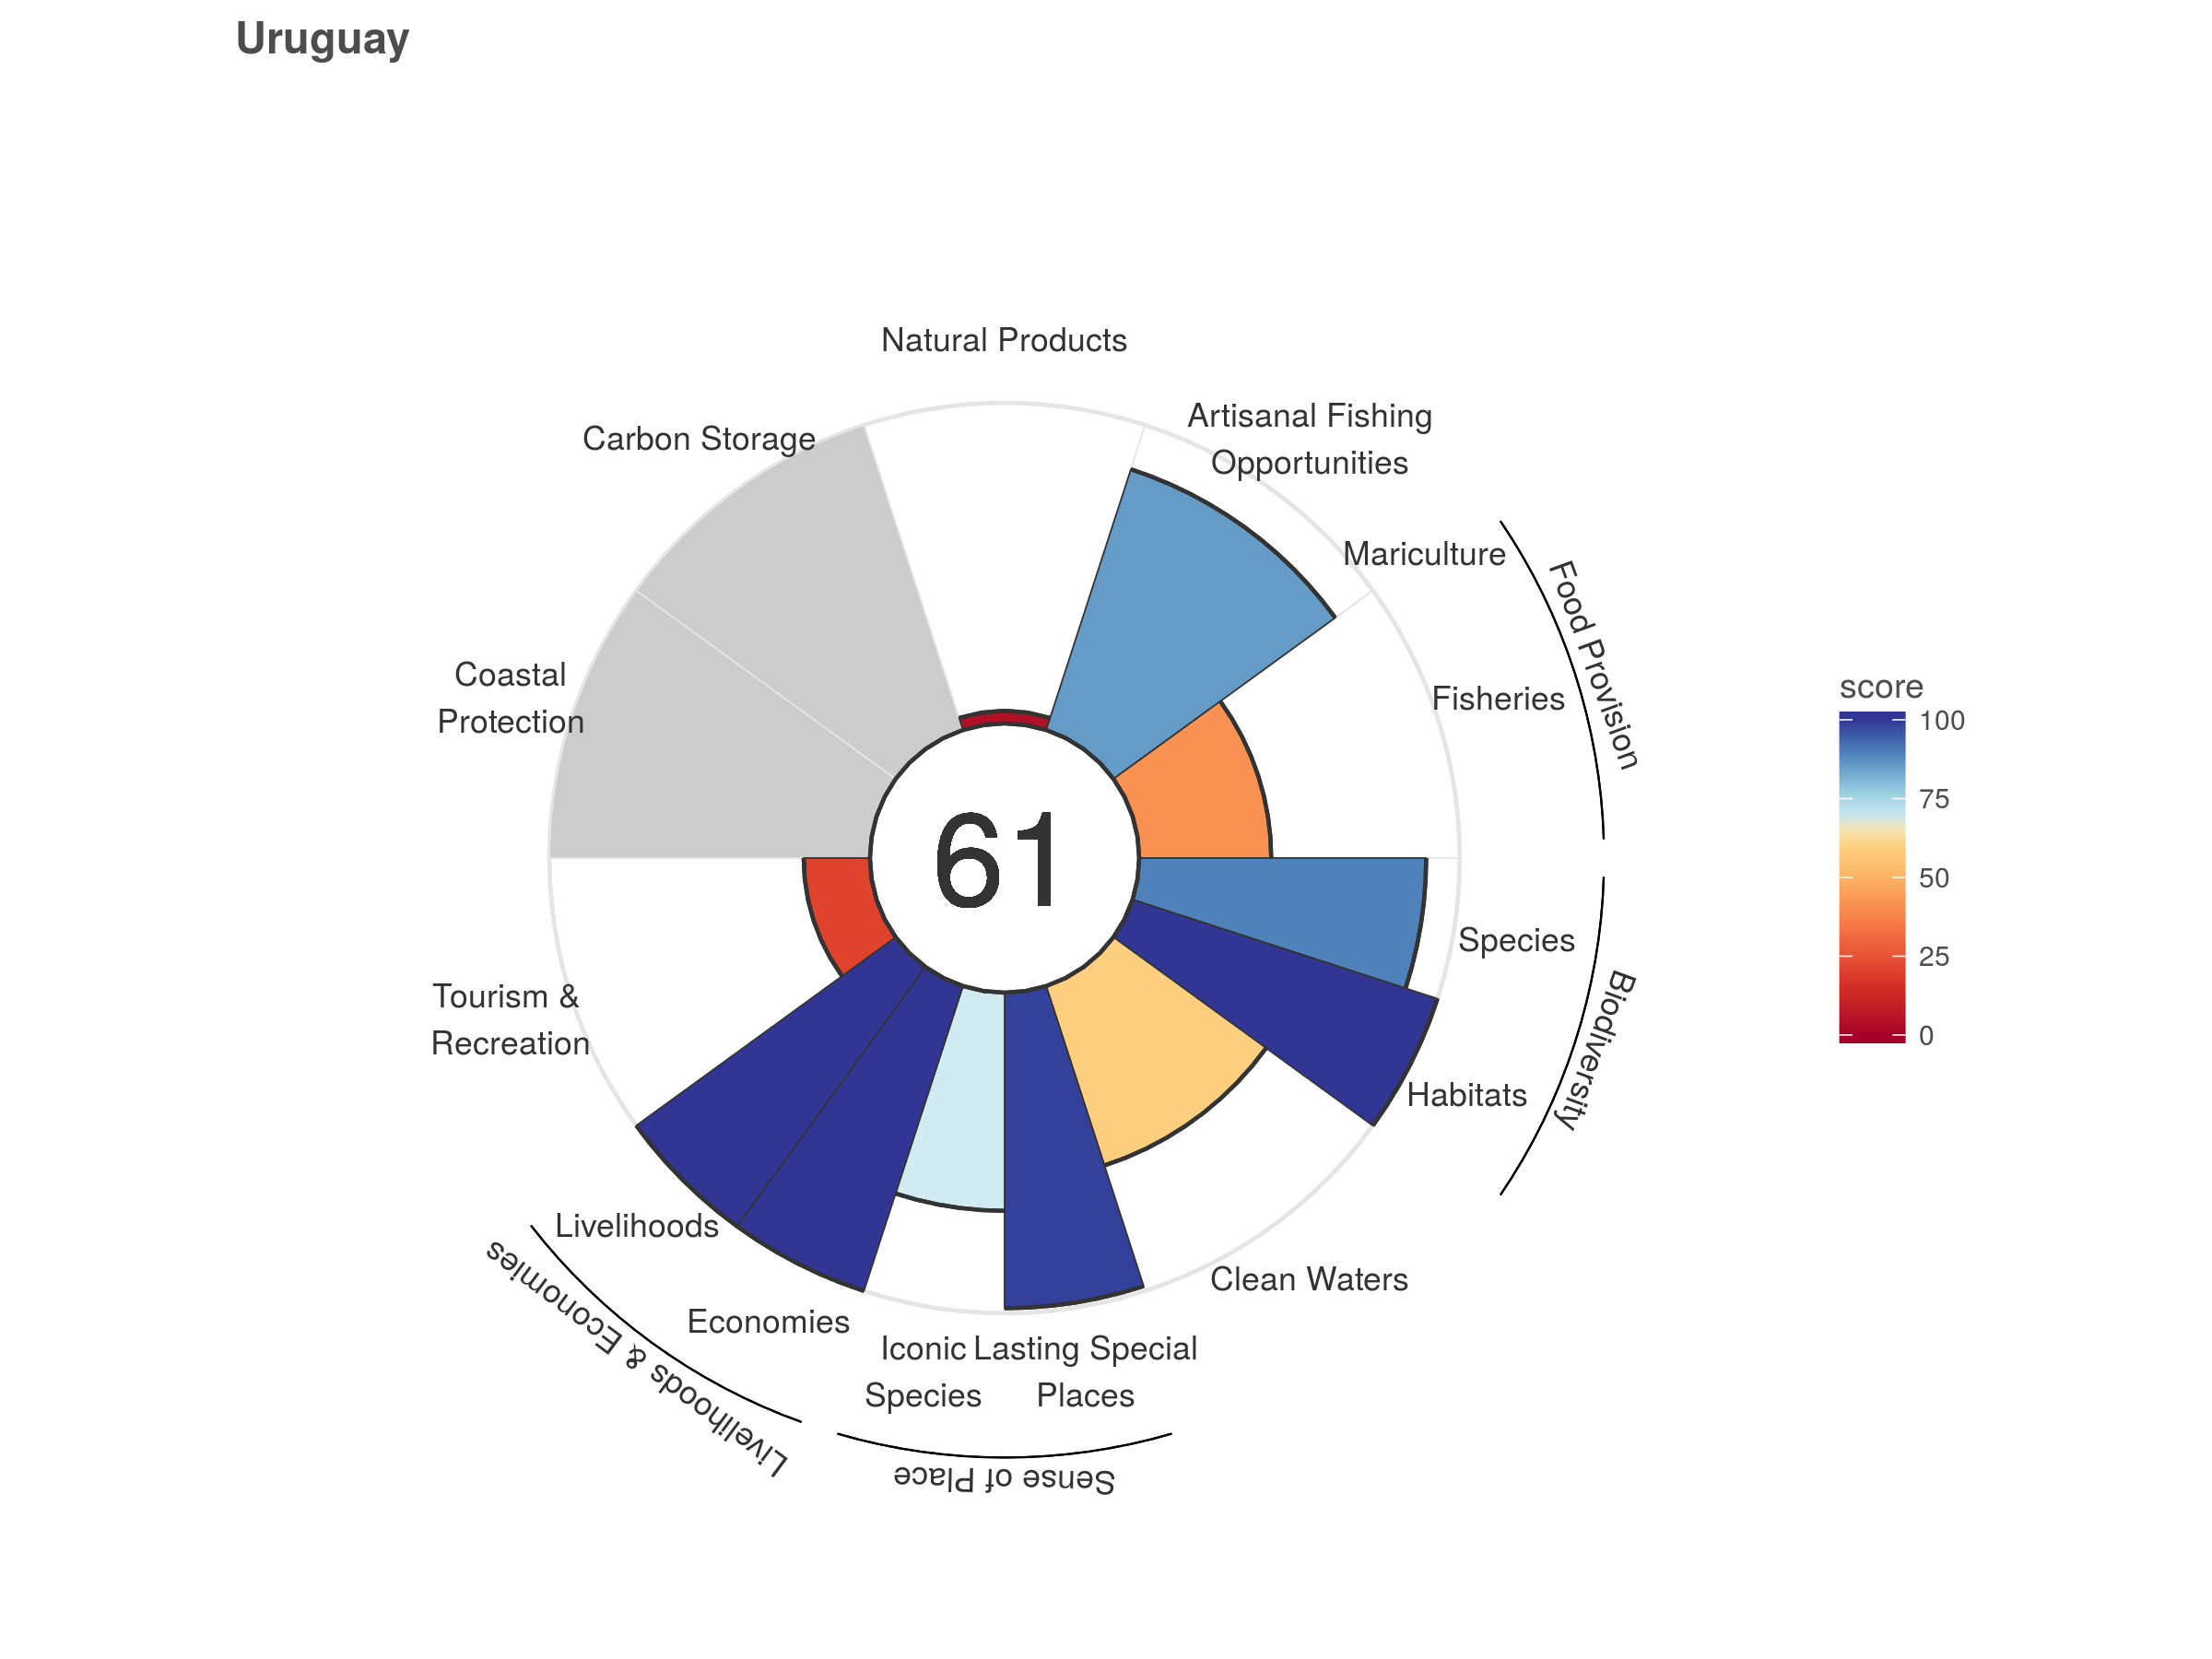 Uruguay
Natural Products
Artisanal Fishing
Opportunities
Carbon Storage
Mariculture
Food Provision
Fisheries
Coastal
Protection
score
100
75
50
25
0
61
Species
Biodiversity
Tourism &
Recreation
Habitats
Livelihoods
Clean Waters
Economies
Livelihoods & Economies
Iconic
Species
Lasting Special
Places
Sense of Place